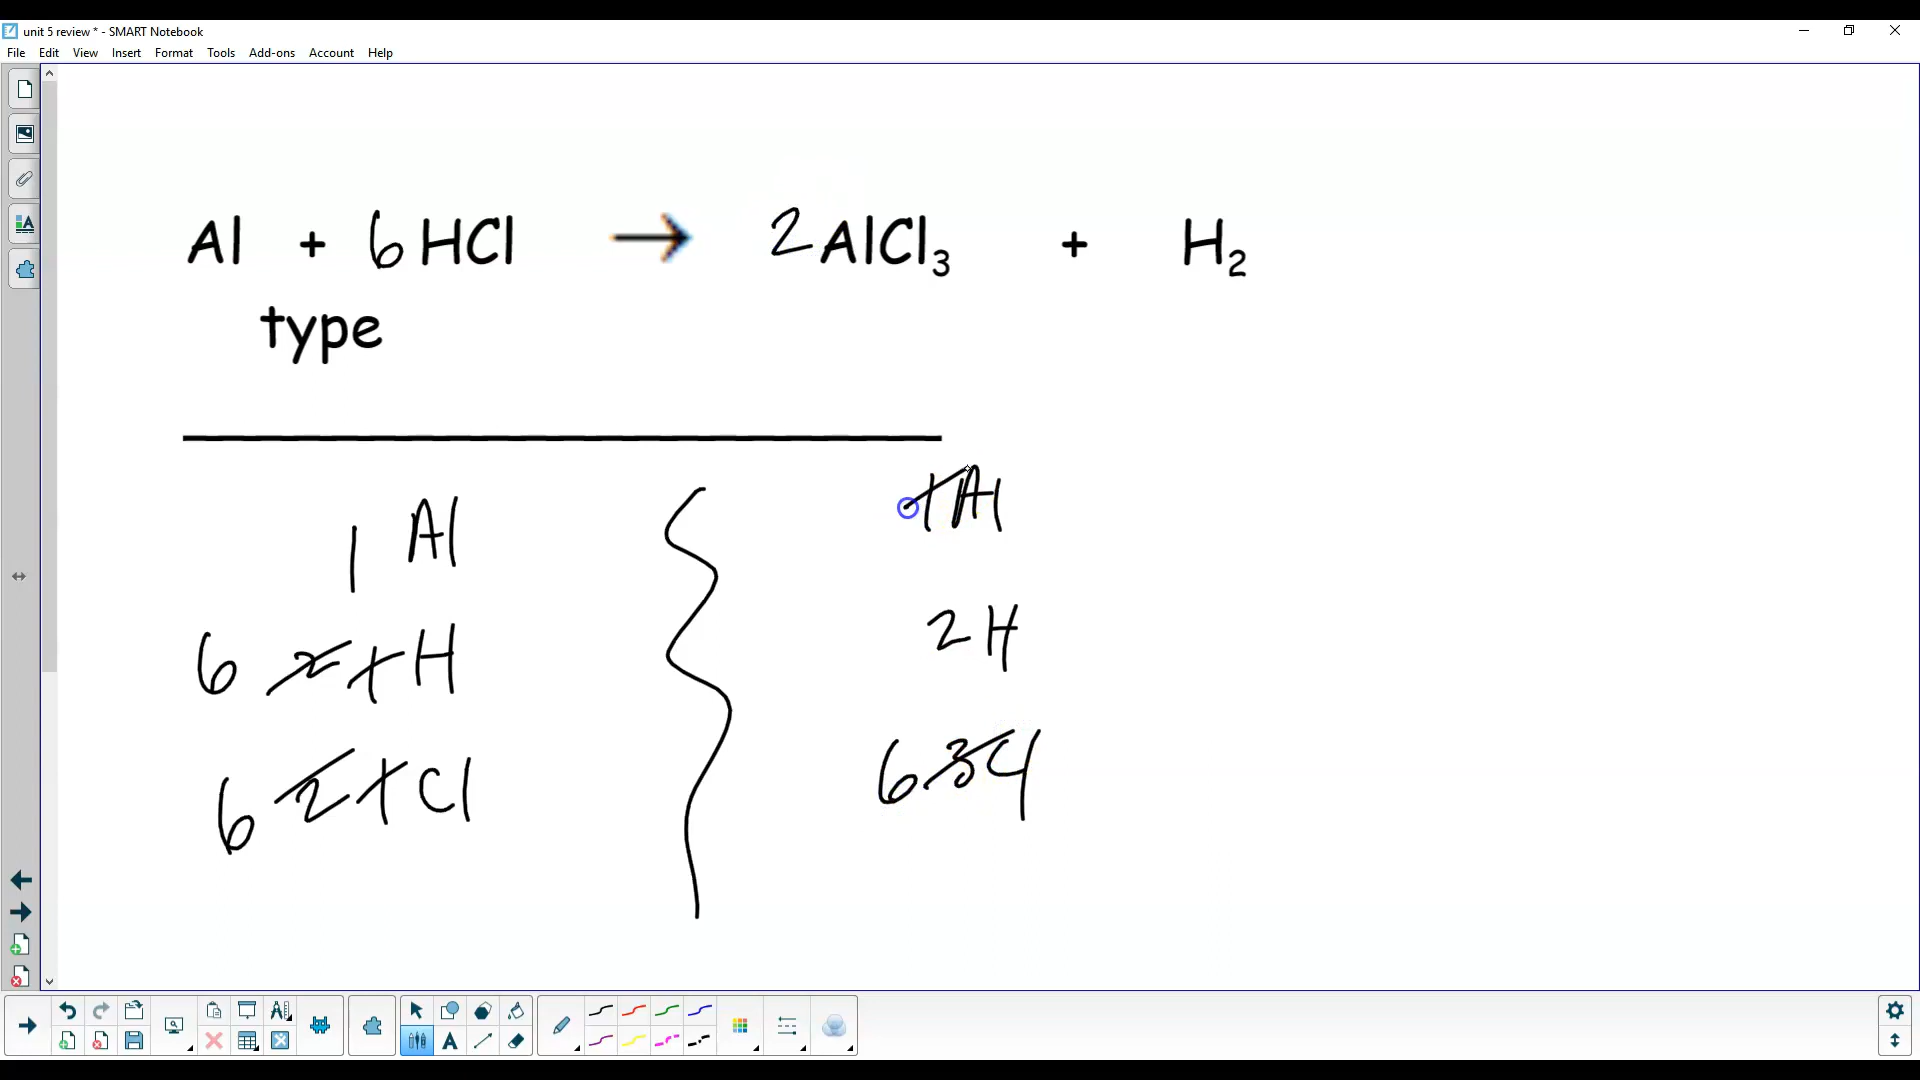 unit 5 review * - SMART Notebook
File Edit View Insert Format Tools Add-ons Account Help
Al + 6 HCl → 2 AlCl₃ + H₂
type
1 Al
1 Al
6 2 1 H
2 H
6 2 1 Cl
6 3 Cl